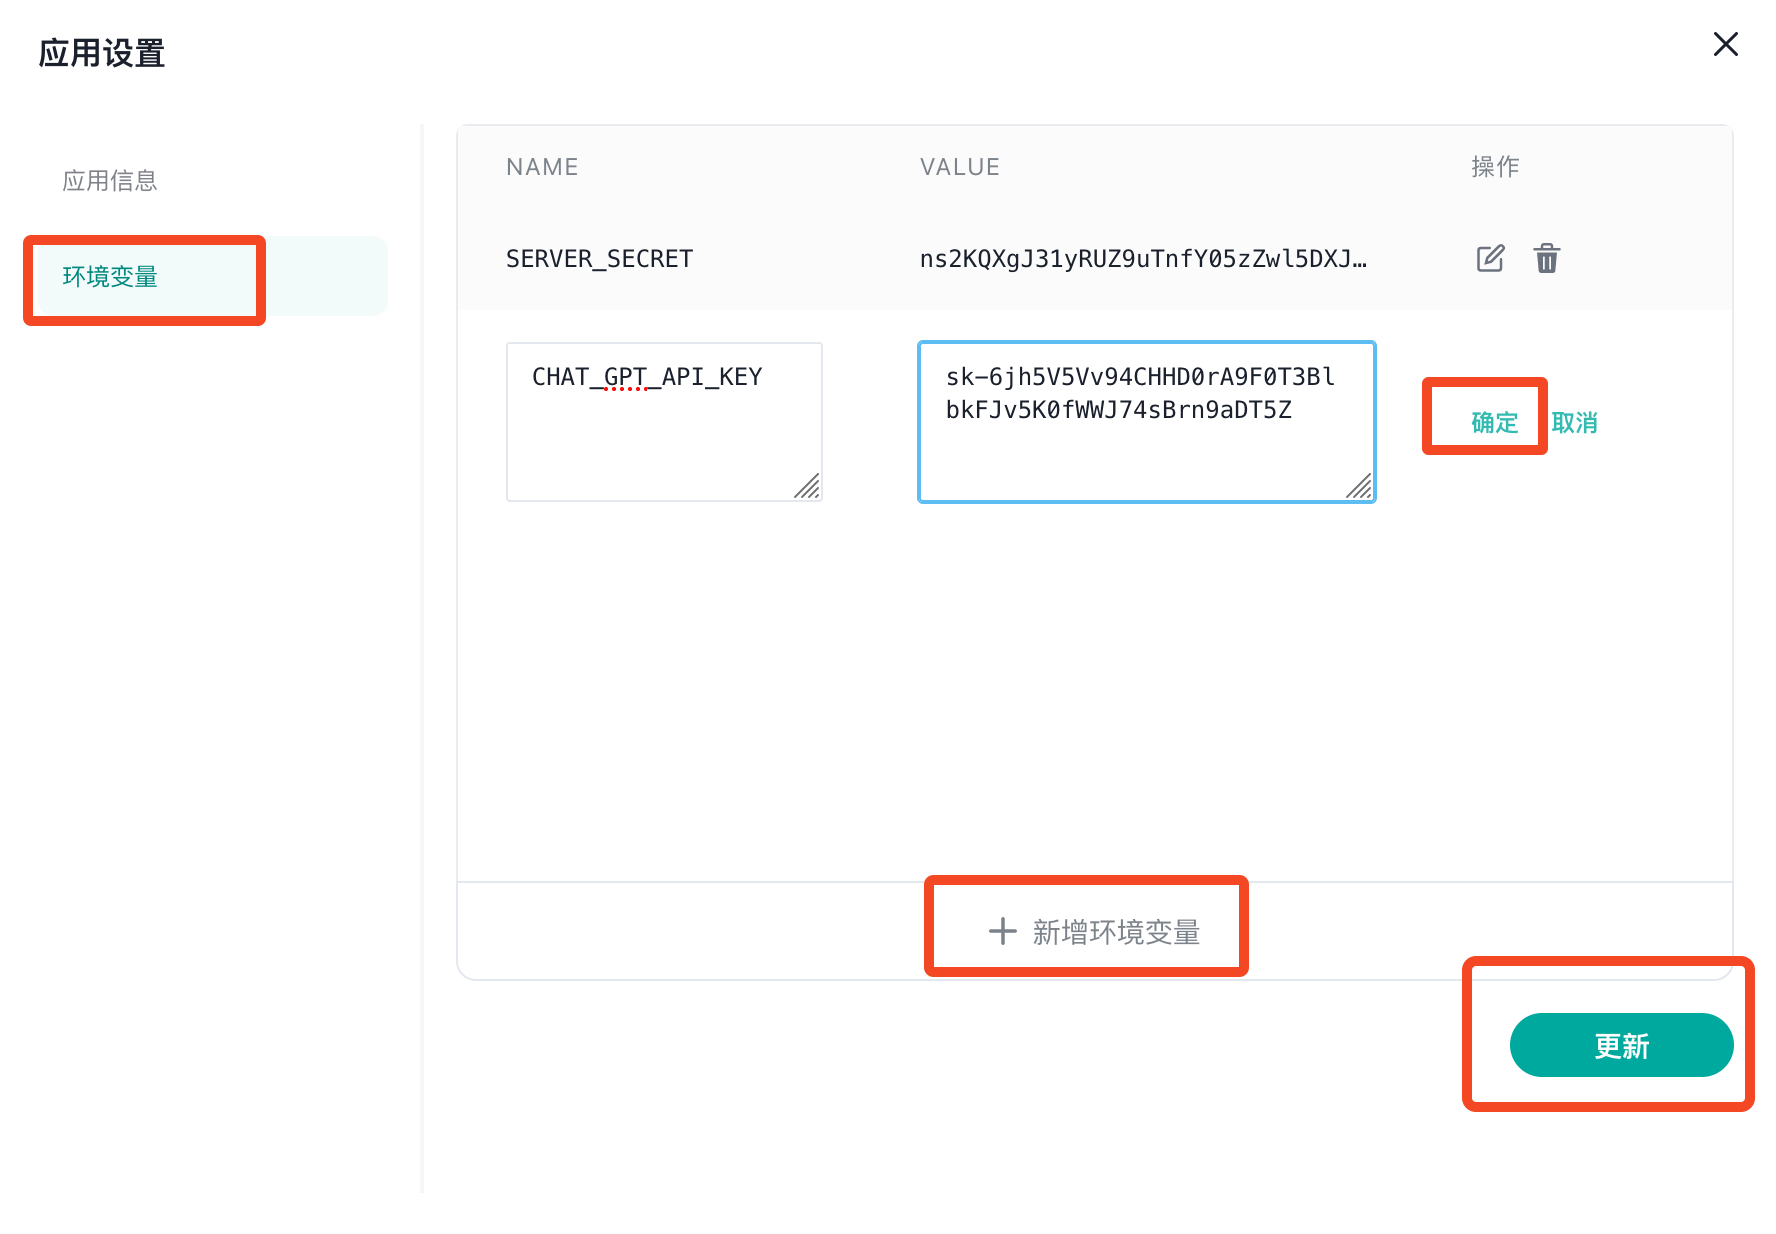 应用设置
应用信息
环境变量
NAME VALUE 操作
SERVER_SECRET ns2KQXgJ31yRUZ9uTnfY05zZwl5DXJ…
CHAT_GPT_API_KEY
sk-6jh5V5Vv94CHHD0rA9F0T3Bl
bkFJv5K0fWWJ74sBrn9aDT5Z
确定 取消
新增环境变量
更新